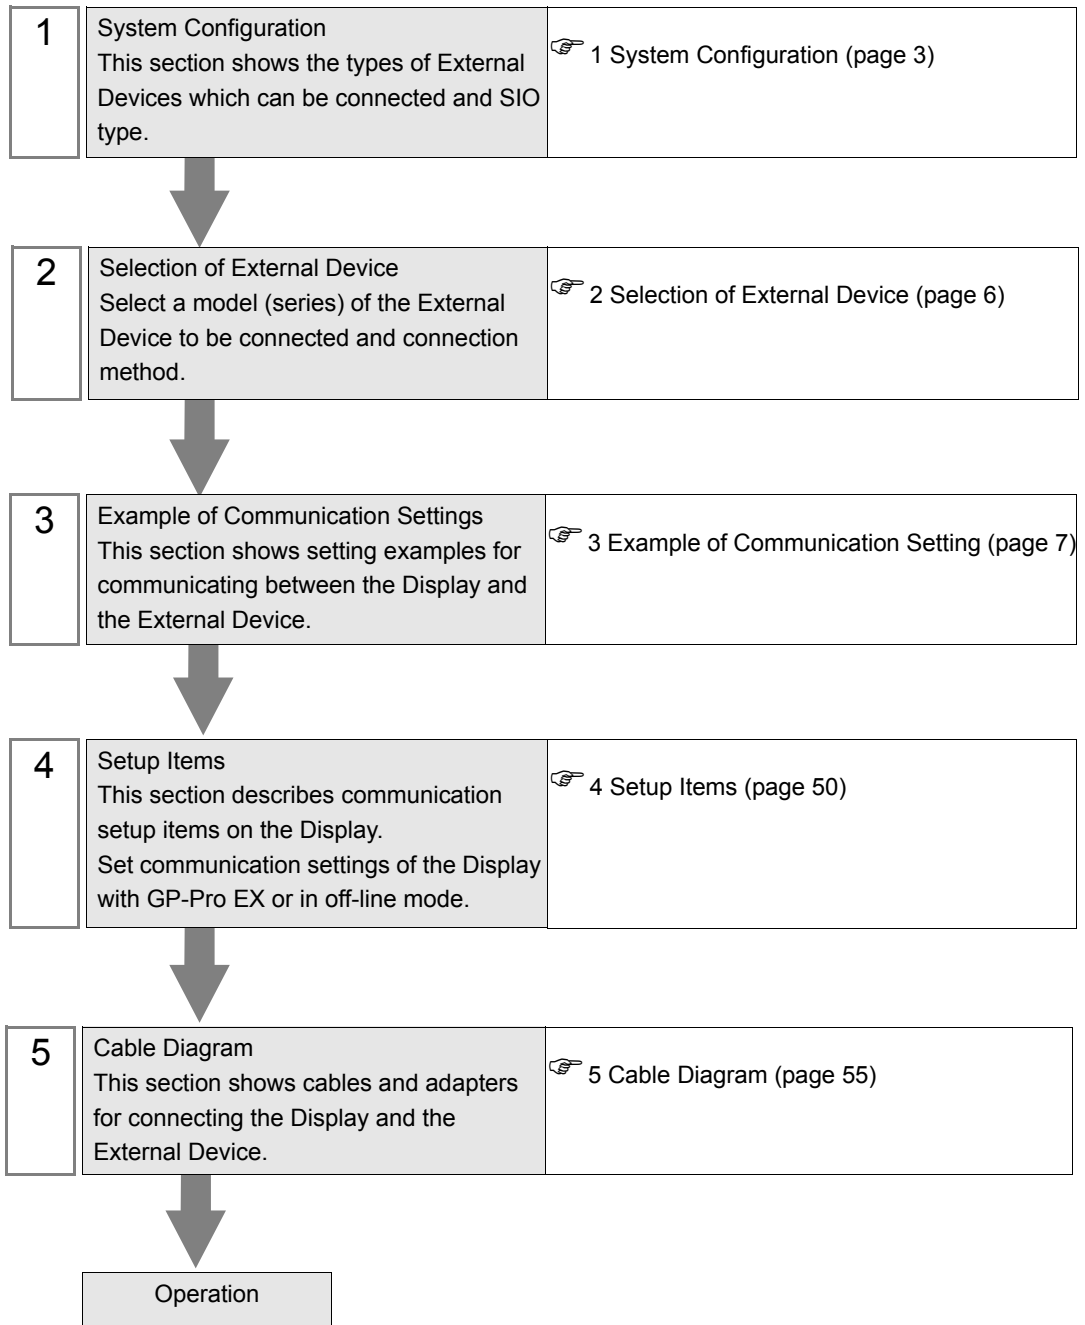 1
System Configuration
This section shows the types of External
Devices which can be connected and SIO
type.
☞ 1 System Configuration (page 3)
2
Selection of External Device
Select a model (series) of the External
Device to be connected and connection
method.
☞ 2 Selection of External Device (page 6)
3
Example of Communication Settings
This section shows setting examples for
communicating between the Display and
the External Device.
☞ 3 Example of Communication Setting (page 7)
4
Setup Items
This section describes communication
setup items on the Display.
Set communication settings of the Display
with GP-Pro EX or in off-line mode.
☞ 4 Setup Items (page 50)
5
Cable Diagram
This section shows cables and adapters
for connecting the Display and the
External Device.
☞ 5 Cable Diagram (page 55)
Operation